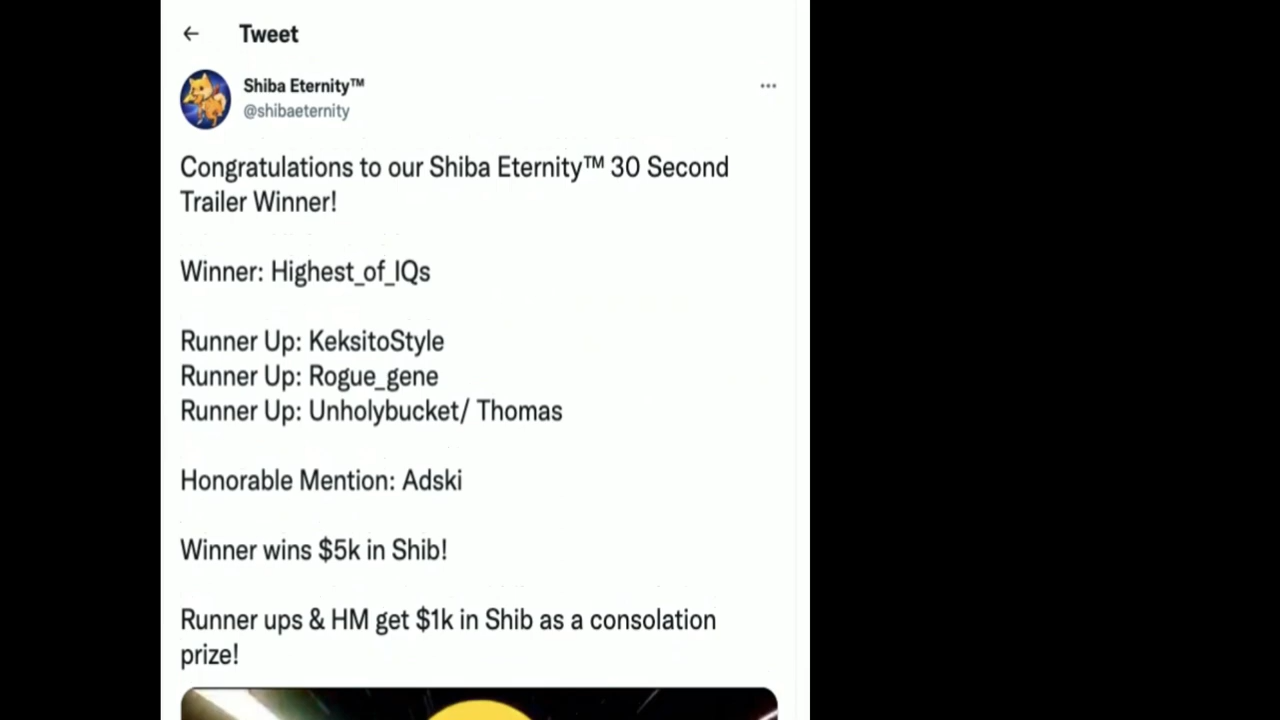 Tweet
Shiba Eternity™
@shibaeternity
Congratulations to our Shiba Eternity™ 30 Second
Trailer Winner!
Winner: Highest_of_IQs
Runner Up: KeksitoStyle
Runner Up: Rogue_gene
Runner Up: Unholybucket/ Thomas
Honorable Mention: Adski
Winner wins $5k in Shib!
Runner ups & HM get $1k in Shib as a consolation
prize!